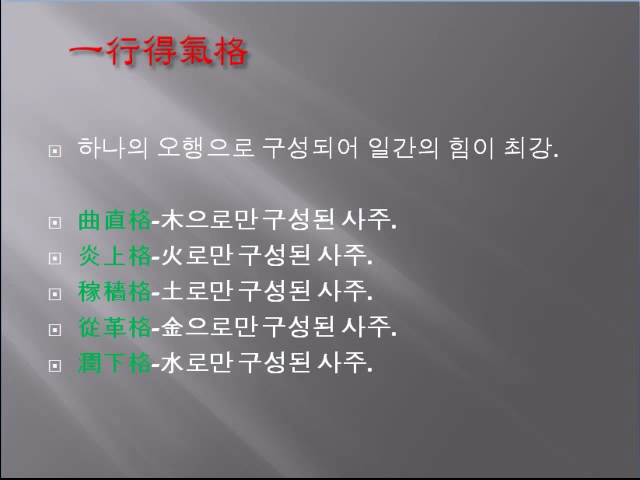 一行得氣格
하나의 오행으로 구성되어 일간의 힘이 최강.
曲直格-木으로만 구성된 사주.
炎上格-火로만 구성된 사주.
稼穡格-土로만 구성된 사주.
從革格-金으로만 구성된 사주.
潤下格-水로만 구성된 사주.